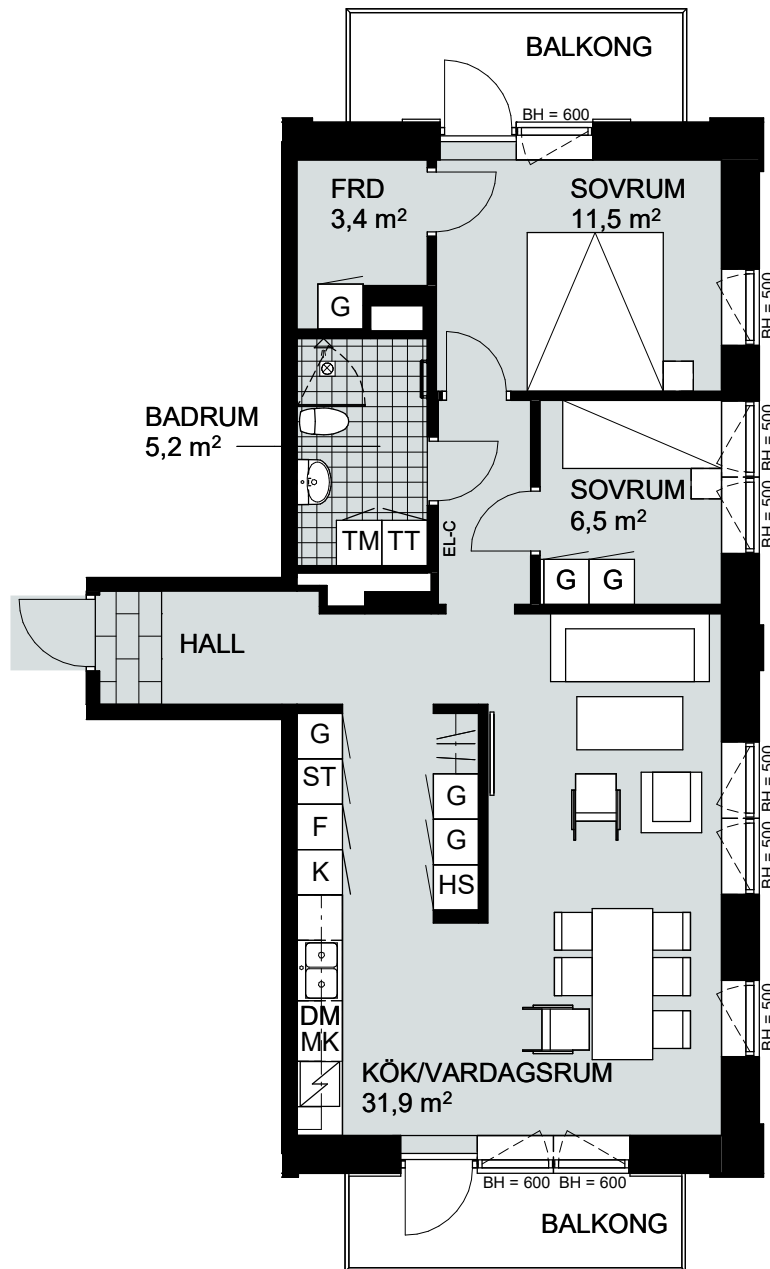 BALKONG
BH = 600
FRD
3,4 m²
SOVRUM
11,5 m²
G
BH = 500
BADRUM
5,2 m²
BH = 500
BH = 500
SOVRUM
6,5 m²
TM
TT
EL-C
G
G
HALL
G
ST
F
K
G
G
HS
BH = 500
BH = 500
DM
MK
BH = 500
KÖK/VARDAGSRUM
31,9 m²
BH = 600
BH = 600
BALKONG